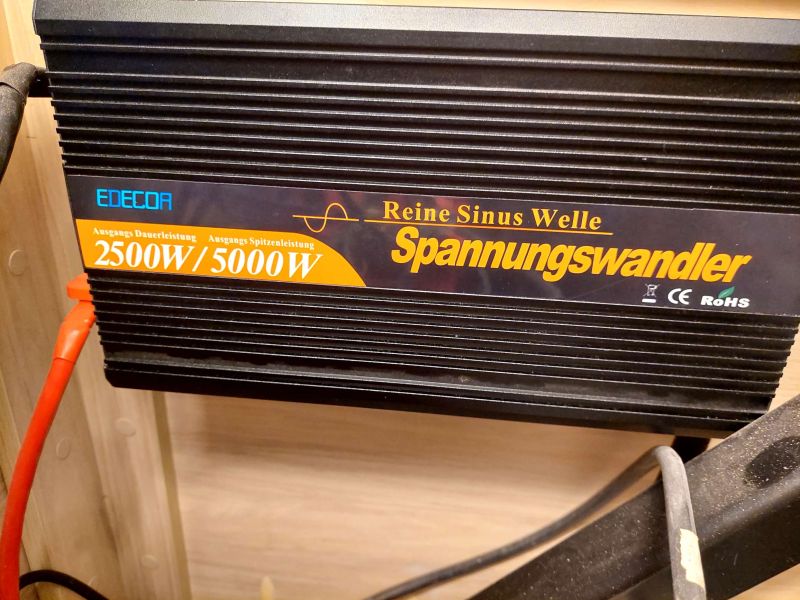 EDECOA
Reine Sinus Welle
Spannungswandler
Ausgangs Dauerleistung Ausgangs Spitzenleistung
2500W / 5000W
CE RoHS